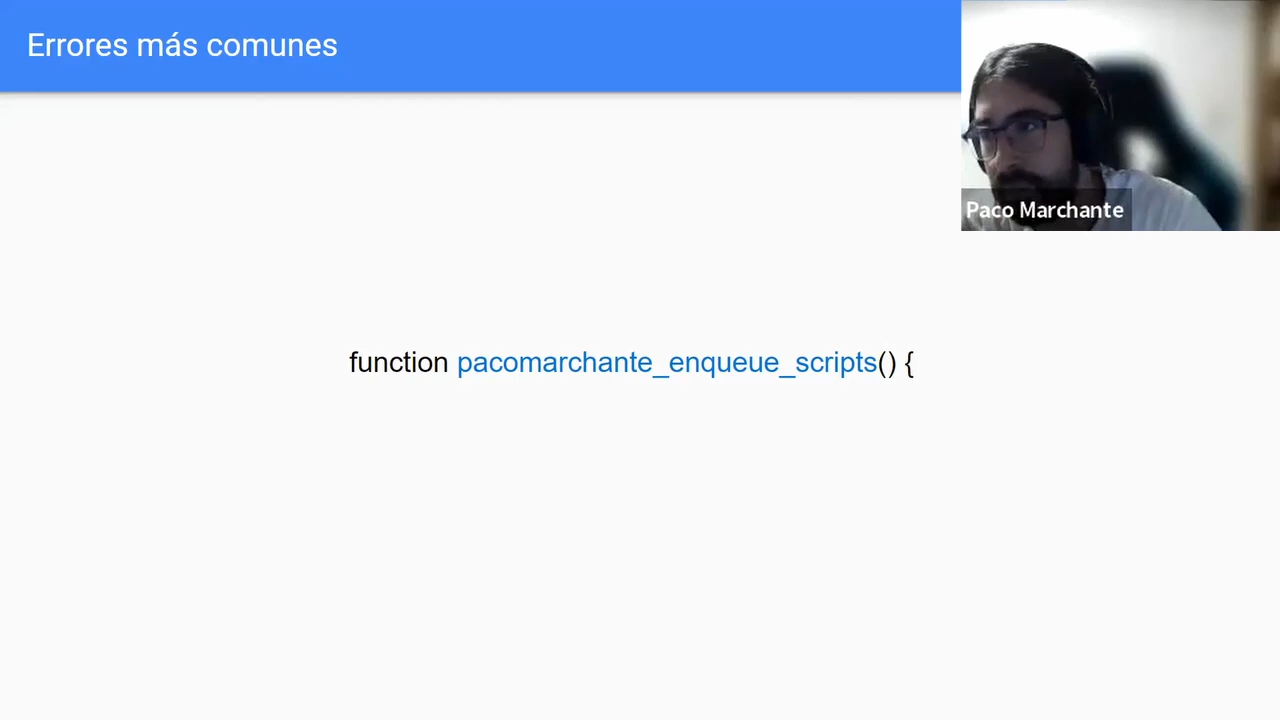 Errores más comunes
Paco Marchante
function pacomarchante_enqueue_scripts() {